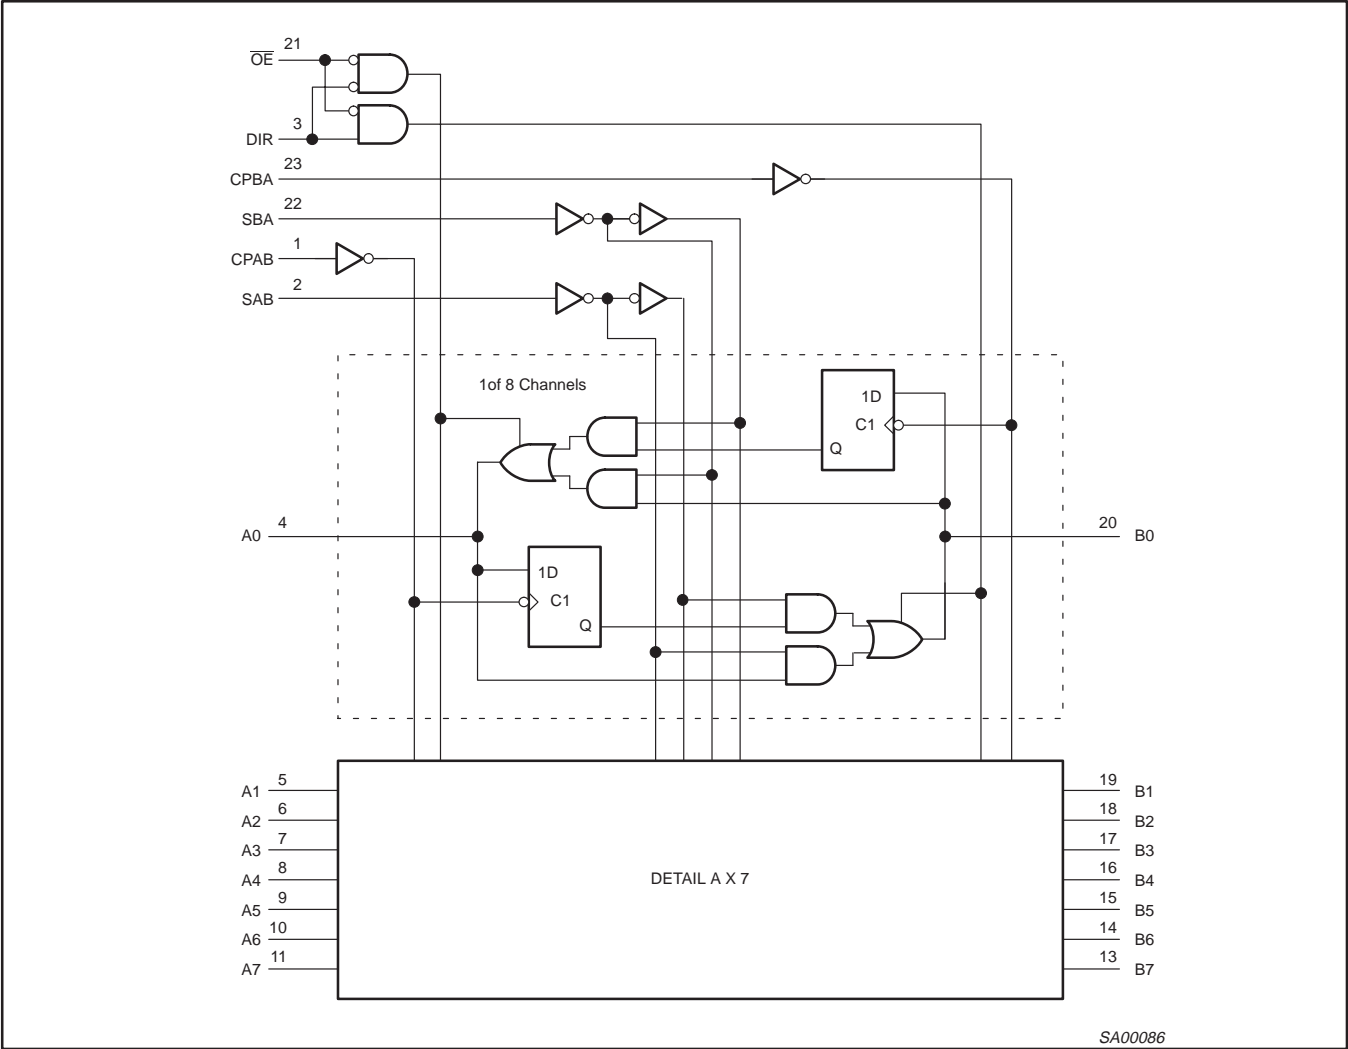 21
OE
3
DIR
23
CPBA
22
SBA
1
CPAB
2
SAB
1of 8 Channels
1D
C1
Q
4
A0
20
B0
1D
C1
Q
5
A1
19
B1
6
A2
18
B2
7
A3
17
B3
8
A4
DETAIL A X 7
16
B4
9
A5
15
B5
10
A6
14
B6
11
A7
13
B7
SA00086